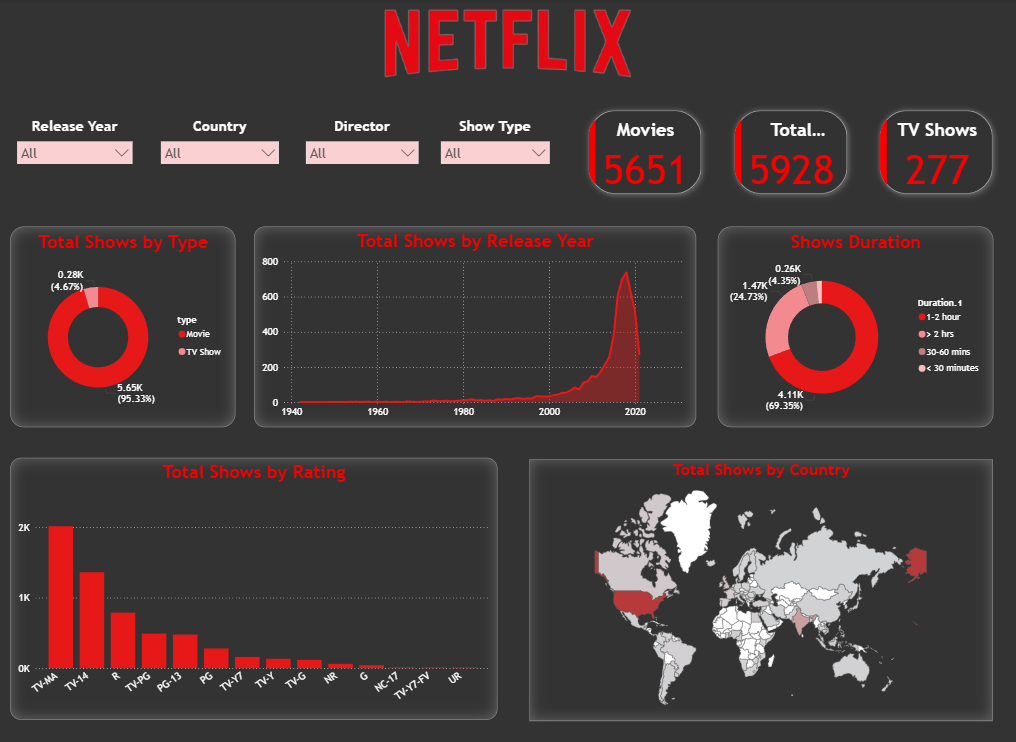 NETFLIX
Release Year
Country
Director
Show Type
All
All
All
All
Movies
5651
Total...
5928
TV Shows
277
Total Shows by Type
0.28K
(4.67%)
5.65K
(95.33%)
type
Movie
TV Show
Total Shows by Release Year
800
600
400
200
0
1940
1960
1980
2000
2020
Shows Duration
0.26K
(4.35%)
1.47K
(24.73%)
4.11K
(69.35%)
Duration.1
1-2 hour
> 2 hrs
30-60 mins
< 30 minutes
Total Shows by Rating
2K
1K
0K
TV-MA
TV-14
R
TV-PG
PG-13
PG
TV-Y7
TV-Y
TV-G
NR
G
NC-17
TV-Y7-FV
UR
Total Shows by Country